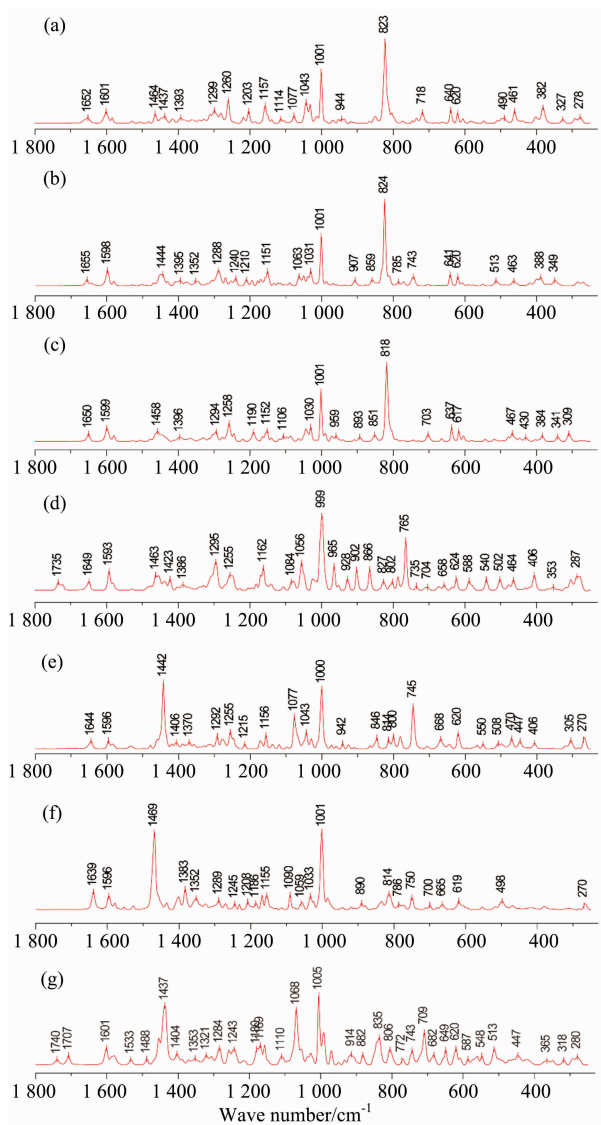 (a)
1652 1601 1464 1437 1393 1299 1260 1203 1157 1114 1077 1043 1001 944 823 718 640 620 490 461 382 327 278
1 800 1 600 1 400 1 200 1 000 800 600 400
(b)
1655 1598 1444 1395 1352 1288 1240 1210 1151 1063 1031 1001 907 859 824 785 743 641 620 513 463 388 349
1 800 1 600 1 400 1 200 1 000 800 600 400
(c)
1650 1599 1458 1396 1294 1258 1190 1152 1106 1030 1001 959 893 851 818 703 637 617 467 430 384 341 309
1 800 1 600 1 400 1 200 1 000 800 600 400
(d)
1735 1649 1593 1463 1423 1386 1295 1255 1162 1084 1056 999 965 928 902 866 827 802 765 735 704 658 624 588 540 502 464 406 353 287
1 800 1 600 1 400 1 200 1 000 800 600 400
(e)
1644 1596 1442 1406 1370 1292 1255 1215 1156 1077 1043 1000 942 846 814 800 745 668 620 550 508 470 447 406 305 270
1 800 1 600 1 400 1 200 1 000 800 600 400
(f)
1639 1596 1469 1383 1352 1289 1245 1208 1186 1155 1090 1059 1033 1001 890 814 786 750 700 665 619 498 270
1 800 1 600 1 400 1 200 1 000 800 600 400
(g)
1740 1707 1601 1533 1488 1437 1404 1353 1321 1284 1243 1180 1169 1110 1068 1005 914 882 835 806 772 743 709 682 649 620 587 548 513 447 365 318 280
1 800 1 600 1 400 1 200 1 000 800 600 400
Wave number/cm⁻¹